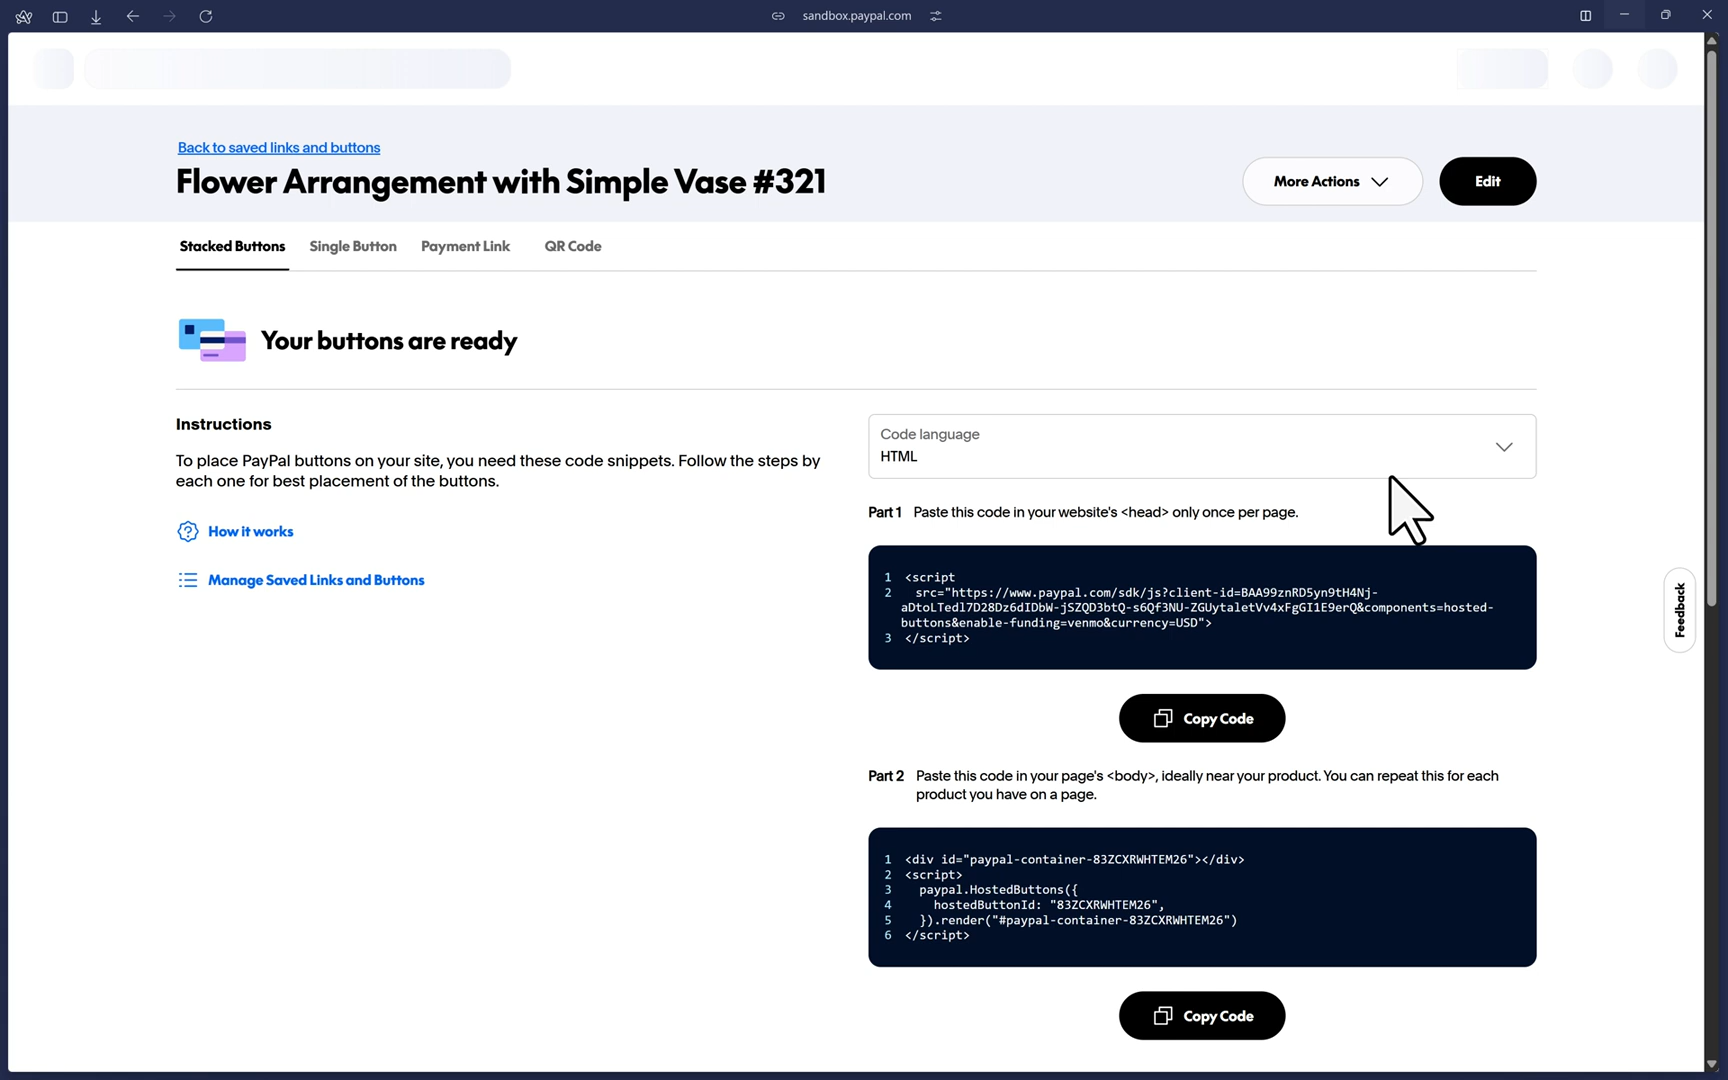 sandbox.paypal.com
Back to saved links and buttons
Flower Arrangement with Simple Vase #321
More Actions
Edit
Stacked Buttons
Single Button
Payment Link
QR Code
Your buttons are ready
Instructions
To place PayPal buttons on your site, you need these code snippets. Follow the steps by
each one for best placement of the buttons.
How it works
Manage Saved Links and Buttons
Code language
HTML
Part 1 Paste this code in your website's <head> only once per page.
1 <script
2 src="https://www.paypal.com/sdk/js?client-id=BAA99znRD5yn9tH4Nj-
aDtoLTedl7D28Dz6dIDbW-jSZQD3btQ-s6Qf3NU-ZGUytaletVv4xFgGI1E9erQ&components=hosted-
buttons&enable-funding=venmo&currency=USD">
3 </script>
Copy Code
Part 2 Paste this code in your page's <body>, ideally near your product. You can repeat this for each
product you have on a page.
1 <div id="paypal-container-83ZCXRWHTEM26"></div>
2 <script>
3 paypal.HostedButtons({
4 hostedButtonId: "83ZCXRWHTEM26",
5 }).render("#paypal-container-83ZCXRWHTEM26")
6 </script>
Copy Code
Feedback